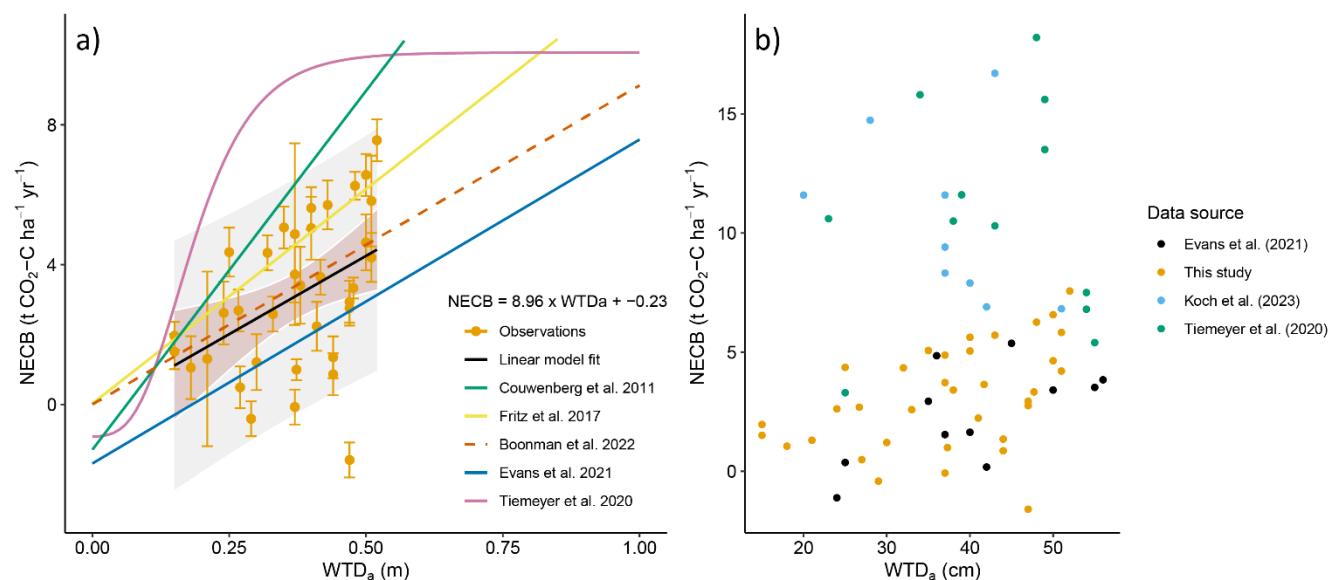 a)
NECB (t CO₂−C ha⁻¹ yr⁻¹)
8
4
0
NECB = 8.96 x WTDa + −0.23
Observations
Linear model fit
Couwenberg et al. 2011
Fritz et al. 2017
Boonman et al. 2022
Evans et al. 2021
Tiemeyer et al. 2020
0.00 0.25 0.50 0.75 1.00
WTDₐ (m)
b)
NECB (t CO₂−C ha⁻¹ yr⁻¹)
15
10
5
0
20 30 40 50
WTDₐ (cm)
Data source
Evans et al. (2021)
This study
Koch et al. (2023)
Tiemeyer et al. (2020)